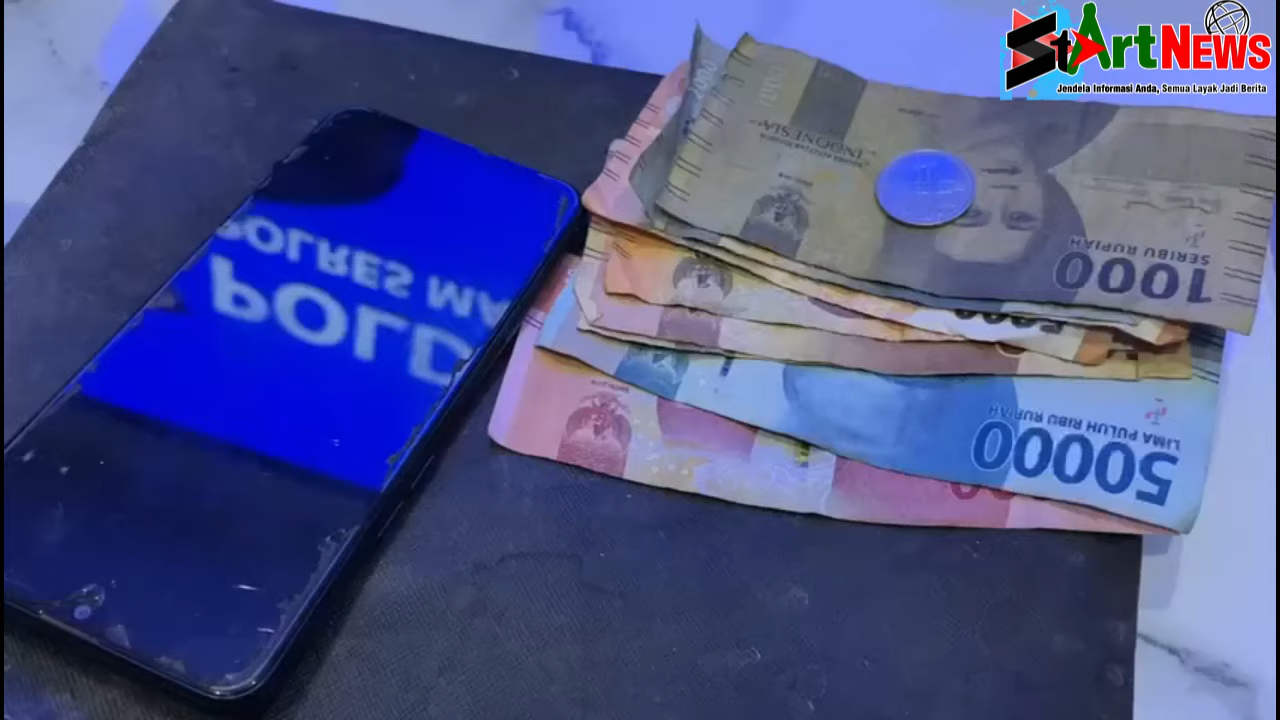 StArtNEWS
Jendela Informasi Anda, Semua Layak Jadi Berita
POLRES MA
POLD
INDONESIA
SERIBU RUPIAH
1000
LIMA PULUH RIBU RUPIAH
50000